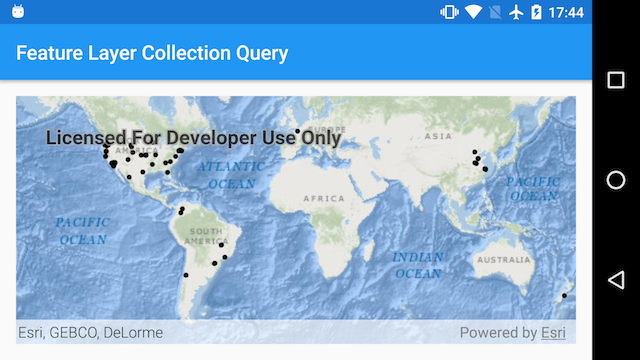 17:44
Feature Layer Collection Query
Licensed For Developer Use Only
EUROPE
ASIA
AMERICA
ATLANTIC
OCEAN
PACIFIC
OCEAN
AFRICA
PACIFIC
OCEAN
SOUTH
AMERICA
INDIAN
OCEAN
AUSTRALIA
Esri, GEBCO, DeLorme
Powered by Esri